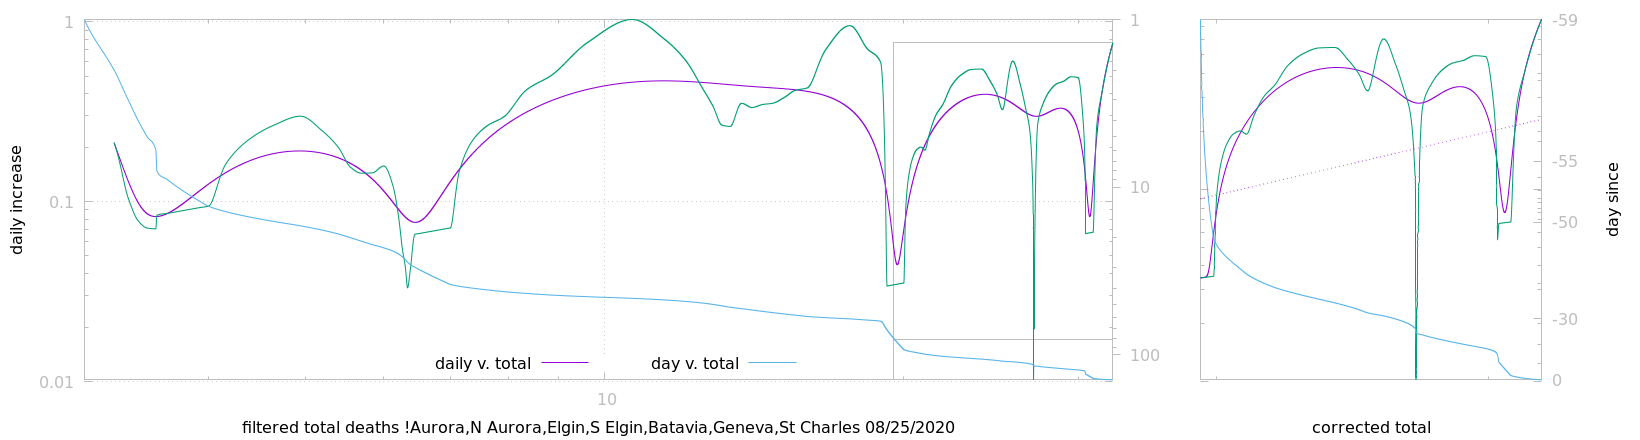 1
0.1
0.01
daily increase
10
1
10
100
daily v. total
day v. total
filtered total deaths !Aurora,N Aurora,Elgin,S Elgin,Batavia,Geneva,St Charles 08/25/2020
-59
-55
-50
-30
0
day since
corrected total